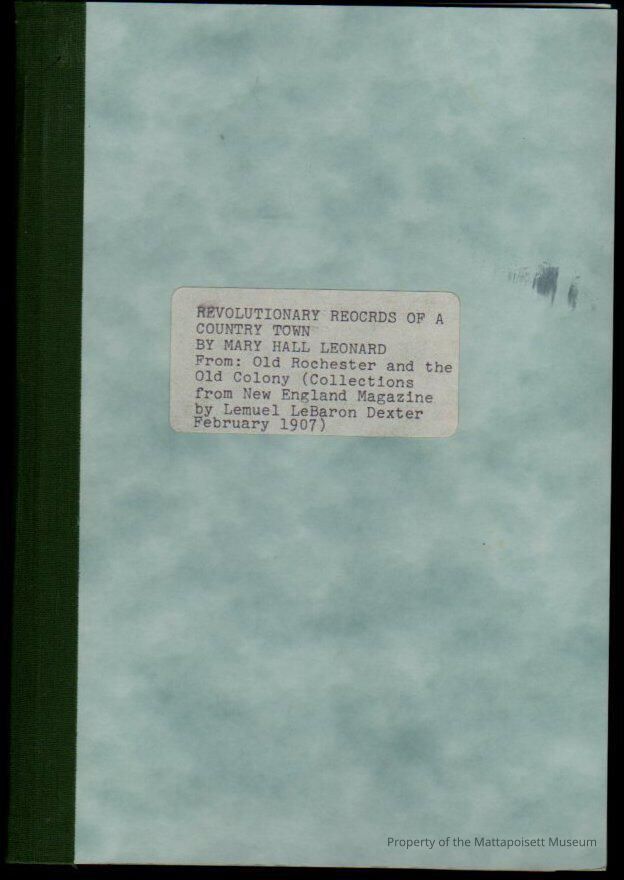 REVOLUTIONARY REOCRDS OF A
COUNTRY TOWN
BY MARY HALL LEONARD
From: Old Rochester and the
Old Colony (Collections
from New England Magazine
by Lemuel LeBaron Dexter
February 1907)
Property of the Mattapoisett Museum